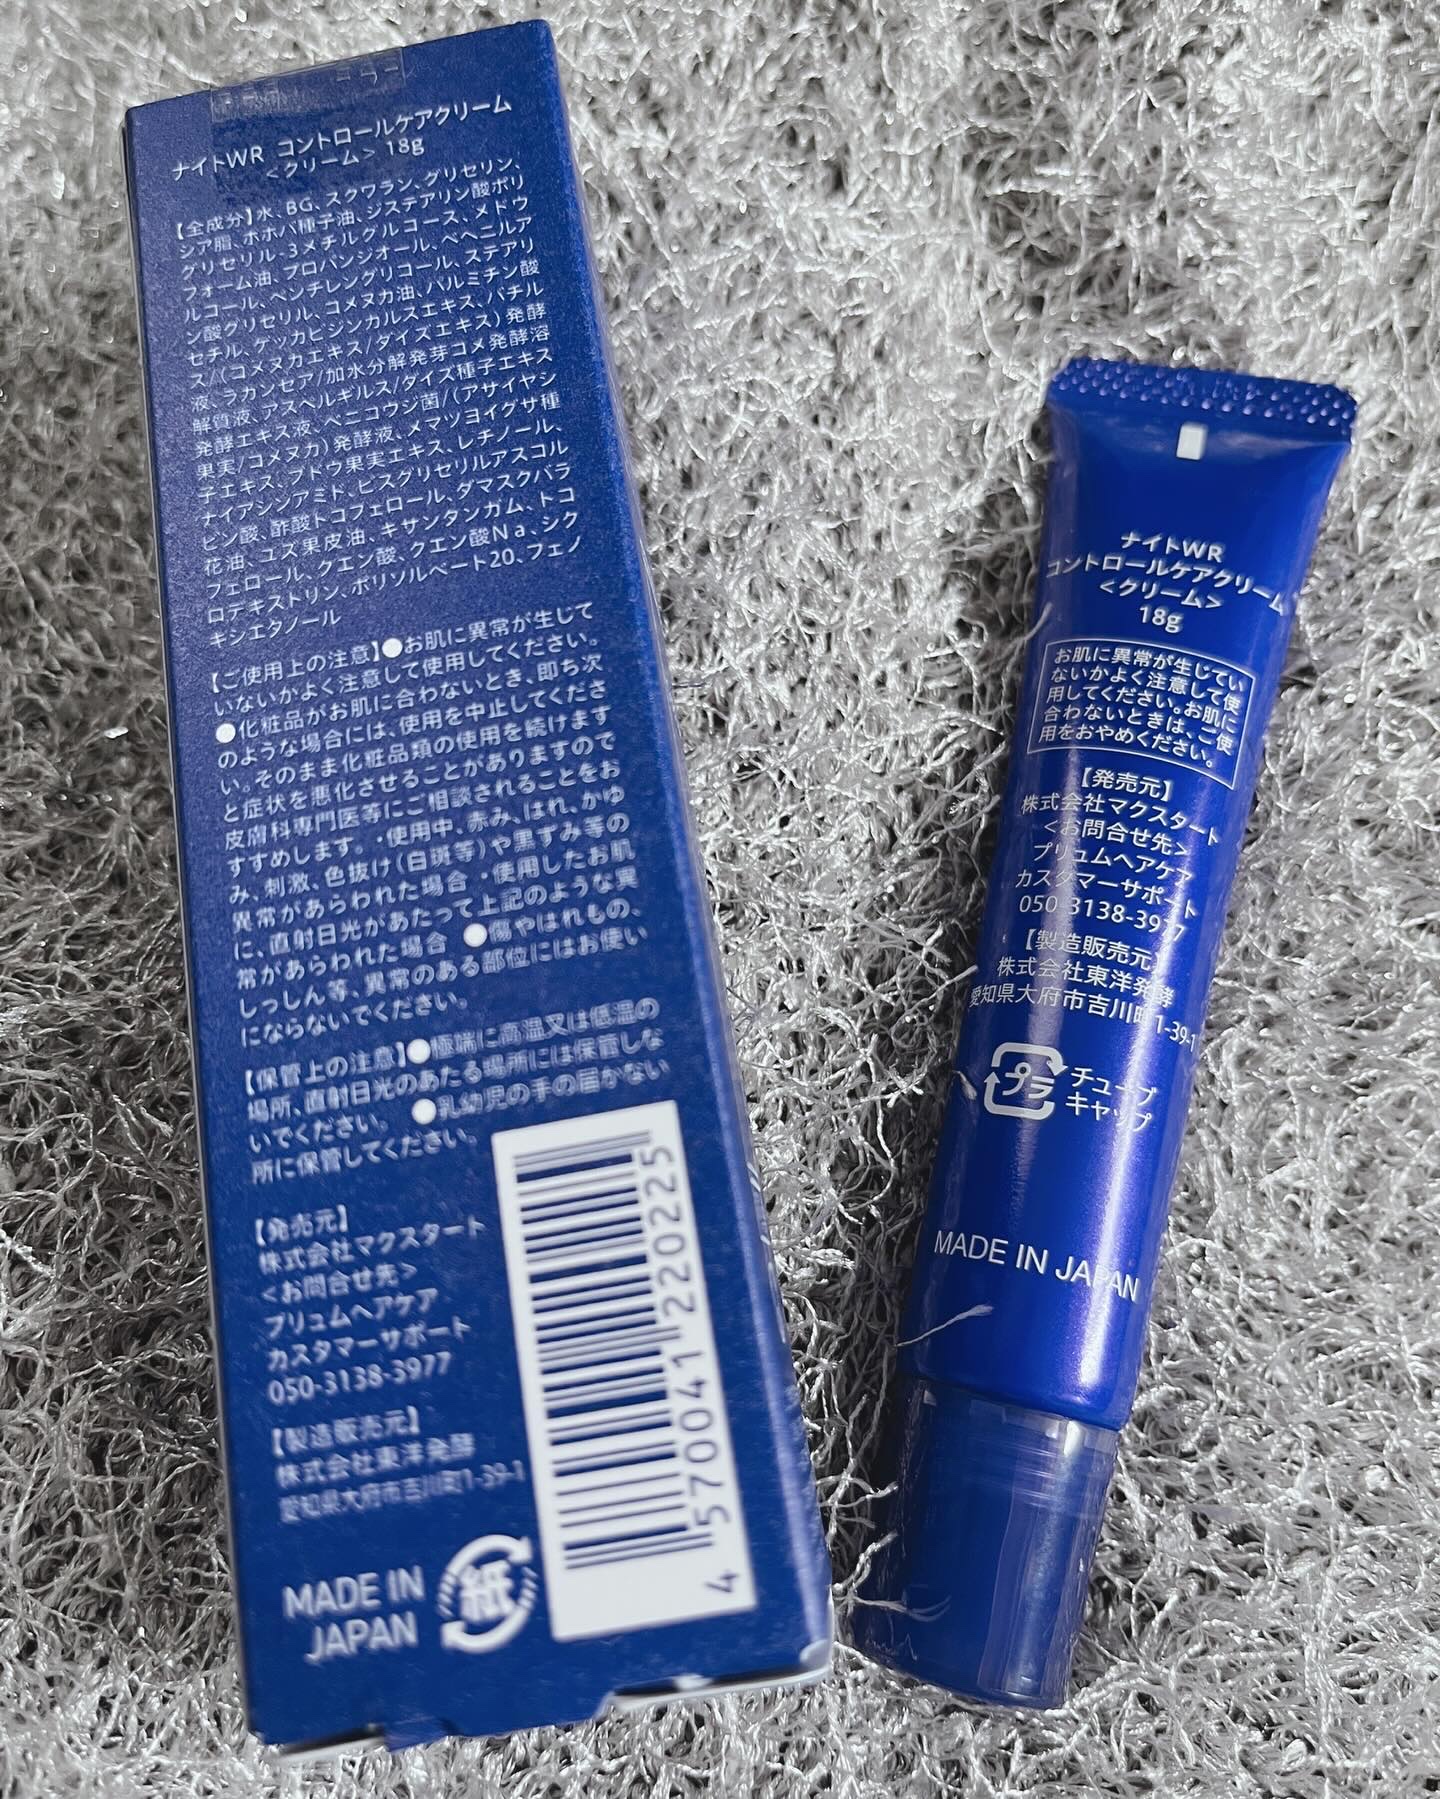 ナイトWR コントロールケアクリーム
<クリーム> 18g
【全成分】水、BG、スクワラン、グリセリン、
シア脂、ホホバ種子油、ジステアリン酸ポリ
グリセリル-3メチルグルコース、メドウ
フォーム油、プロパンジオール、ベヘニルア
ルコール、ペンチレングリコール、ステアリ
ン酸グリセリル、コメヌカ油、パルミチン酸
セチル、ケッカビジンカルスエキス、バチル
ス/(コメヌカエキス/ダイズエキス)発酵
液、ラカンセア/加水分解発芽コメ発酵溶
解質液、アスペルギルス/ダイズ種子エキス
発酵エキス液、ベニコウジ菌/(アサイヤシ
果実/コメヌカ)発酵液、メマツヨイグサ種
子エキス、ブドウ果実エキス、レチノール、
ナイアシンアミド、ビスグリセリルアスコル
ビン酸、酢酸トコフェロール、ダマスクバラ
花油、ユズ果皮油、キサンタンガム、トコ
フェロール、クエン酸、クエン酸Na、シク
ロデキストリン、ポリソルベート20、フェノ
キシエタノール
【ご使用上の注意】●お肌に異常が生じて
いないかよく注意して使用してください。
●化粧品がお肌に合わないとき、即ち次
のような場合には、使用を中止してくださ
い。そのまま化粧品類の使用を続けます
と症状を悪化させることがありますので
皮膚科専門医等にご相談されることをお
すすめします。・使用中、赤み、はれ、かゆ
み、刺激、色抜け(白斑等)や黒ずみ等の
異常があらわれた場合 ・使用したお肌
に、直射日光があたって上記のような異
常があらわれた場合 ●傷やはれもの、
しっしん等、異常のある部位にはお使い
にならないでください。
【保管上の注意】●極端に高温又は低温の
場所、直射日光のあたる場所には保管しな
いでください。 ●乳幼児の手の届かない
所に保管してください。
【発売元】
株式会社マクスタート
<お問合せ先>
プリュムヘアケア
カスタマーサポート
050-3138-3977
【製造販売元】
株式会社東洋発酵
愛知県大府市吉川町1-39-1
MADE IN
JAPAN
紙
4 570041 220225
ナイトWR
コントロールケアクリーム
<クリーム>
18g
お肌に異常が生じてい
ないかよく注意して使
用してください。お肌に
合わないときは、ご使
用をおやめください。
【発売元】
株式会社マクスタート
<お問合せ先>
プリュムヘアケア
カスタマーサポート
050-3138-3977
【製造販売元】
株式会社東洋発酵
愛知県大府市吉川町1-39-1
プラ
チューブ
キャップ
MADE IN JAPAN